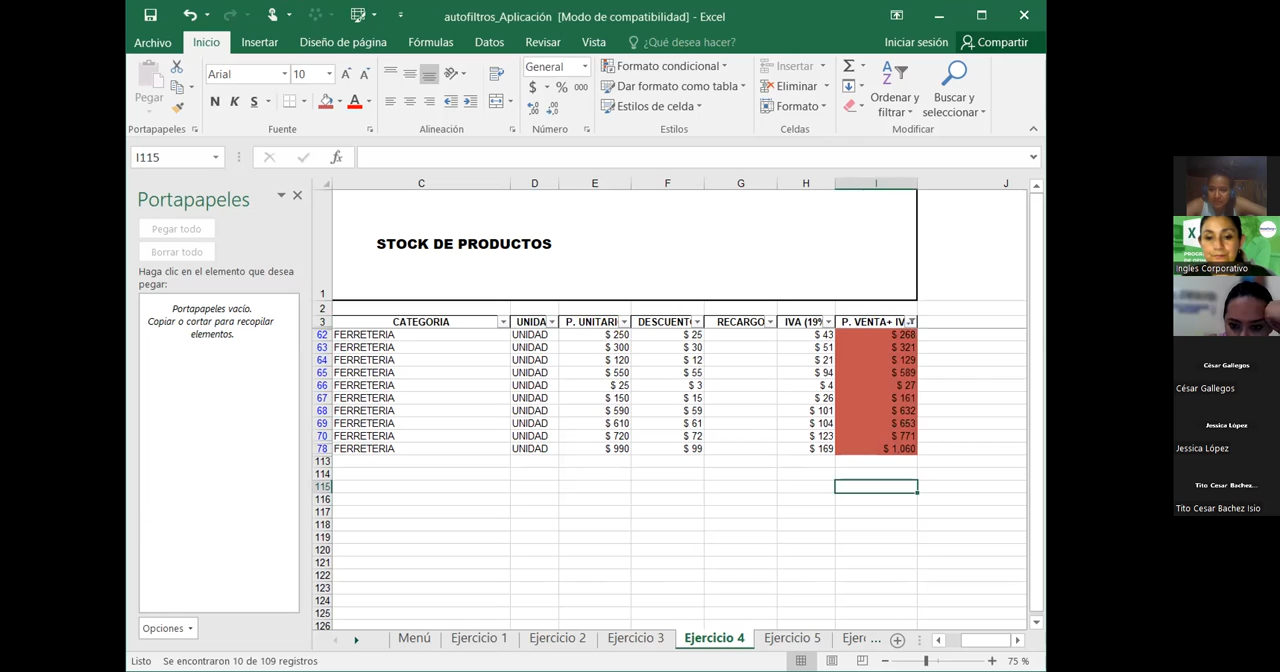 autofiltros_Aplicación [Modo de compatibilidad] - Excel
Archivo Inicio Insertar Diseño de página Fórmulas Datos Revisar Vista ¿Qué desea hacer? Iniciar sesión Compartir
Pegar
Arial 10
N K S
General
$ % 000
Formato condicional
Dar formato como tabla
Estilos de celda
Insertar
Eliminar
Formato
Ordenar y filtrar
Buscar y seleccionar
Portapapeles Fuente Alineación Número Estilos Celdas Modificar
I115 fx
Portapapeles
Pegar todo
Borrar todo
Haga clic en el elemento que desea
pegar:
Portapapeles vacío.
Copiar o cortar para recopilar
elementos.
Opciones
C D E F G H I J
1 STOCK DE PRODUCTOS
2
3 CATEGORIA UNIDA P. UNITARI DESCUENT RECARGO IVA (19% P. VENTA+ IV
62 FERRETERIA UNIDAD $ 250 $ 25 $ 43 $ 268
63 FERRETERIA UNIDAD $ 300 $ 30 $ 51 $ 321
64 FERRETERIA UNIDAD $ 120 $ 12 $ 21 $ 129
65 FERRETERIA UNIDAD $ 550 $ 55 $ 94 $ 589
66 FERRETERIA UNIDAD $ 25 $ 3 $ 4 $ 27
67 FERRETERIA UNIDAD $ 150 $ 15 $ 26 $ 161
68 FERRETERIA UNIDAD $ 590 $ 59 $ 101 $ 632
69 FERRETERIA UNIDAD $ 610 $ 61 $ 104 $ 653
70 FERRETERIA UNIDAD $ 720 $ 72 $ 123 $ 771
78 FERRETERIA UNIDAD $ 990 $ 99 $ 169 $ 1,060
113
114
115
116
117
118
119
120
121
122
123
124
125
126
Menú Ejercicio 1 Ejercicio 2 Ejercicio 3 Ejercicio 4 Ejercicio 5 Ejerc ...
Listo Se encontraron 10 de 109 registros 75 %
Ingles Corporativo
César Gallegos
César Gallegos
Jessica López
Jessica López
Tito Cesar Bachez...
Tito Cesar Bachez Isio